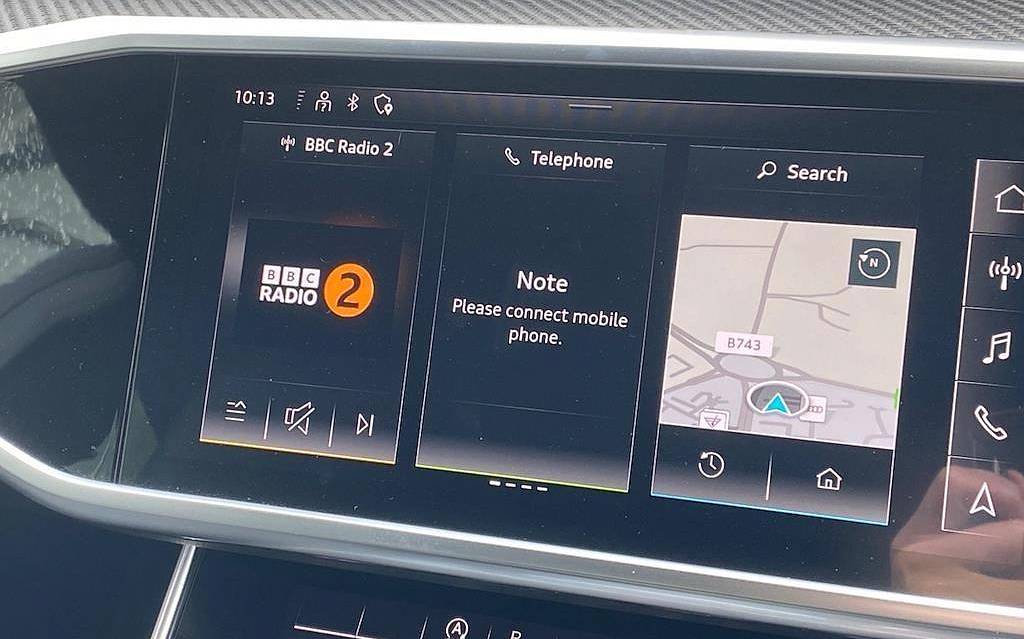 10:13
BBC Radio 2
Telephone
Search
N
BBC
RADIO 2
Note
Please connect mobile
phone.
B743
A
P